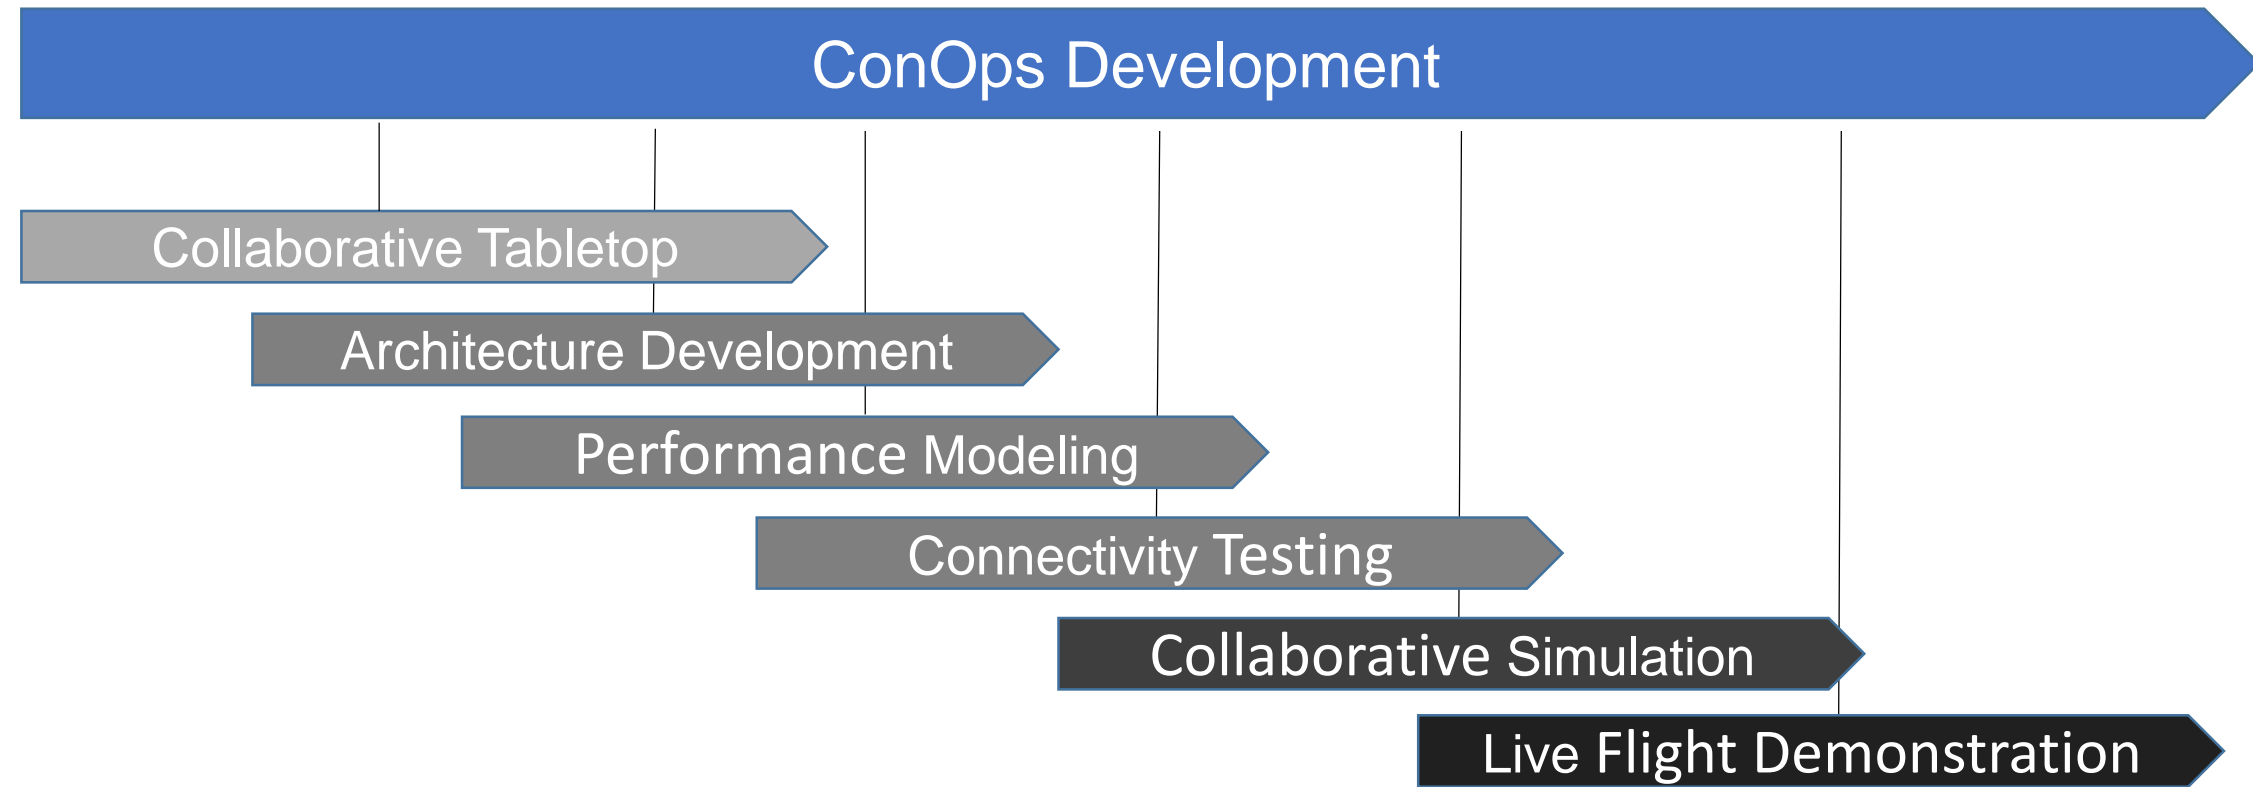 ConOps Development
Collaborative Tabletop
Architecture Development
Performance Modeling
Connectivity Testing
Collaborative Simulation
Live Flight Demonstration